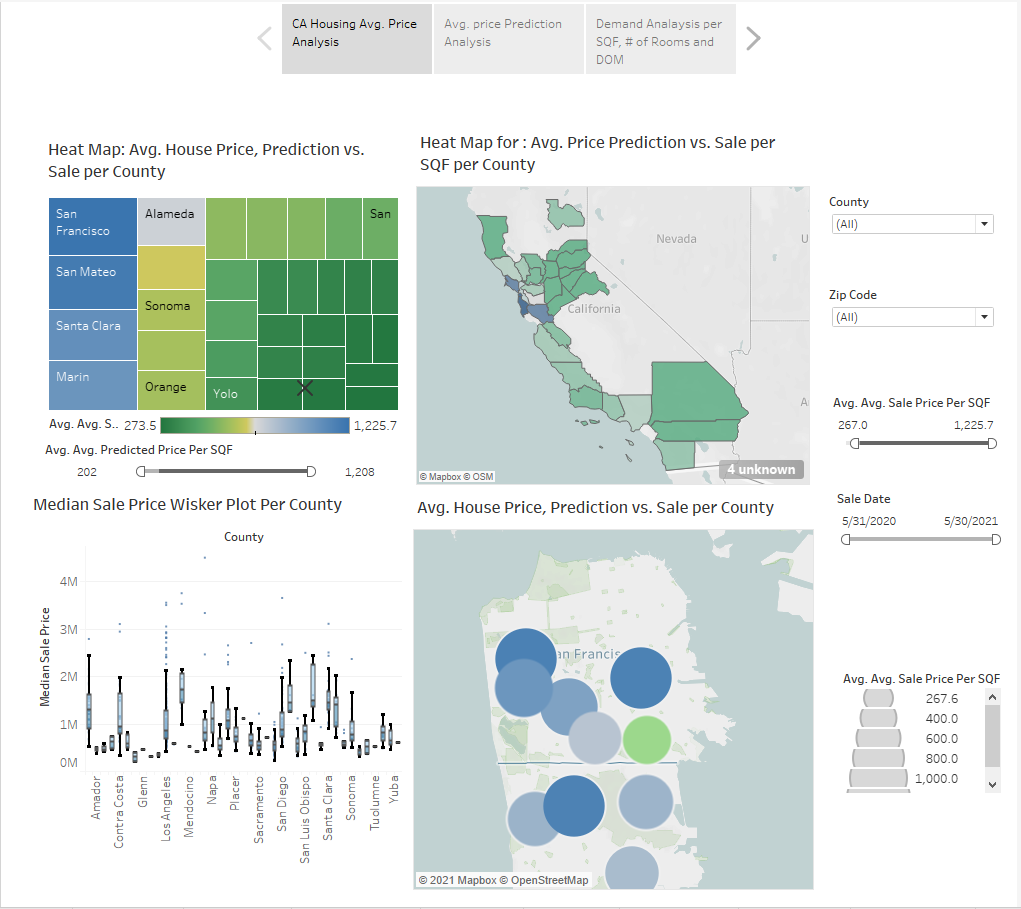 CA Housing Avg. Price
Analysis
Avg. price Prediction
Analysis
Demand Analaysis per
SQF, # of Rooms and
DOM
Heat Map: Avg. House Price, Prediction vs.
Sale per County
San
Francisco
San Mateo
Santa Clara
Marin
Alameda
Sonoma
Orange
San
Yolo
Avg. Avg. S..
273.5
1,225.7
Avg. Avg. Predicted Price Per SQF
202
1,208
Heat Map for : Avg. Price Prediction vs. Sale per
SQF per County
Nevada
U
California
A
© Mapbox © OSM
4 unknown
County
(All)
Zip Code
(All)
Avg. Avg. Sale Price Per SQF
267.0
1,225.7
Sale Date
5/31/2020
5/30/2021
Median Sale Price Wisker Plot Per County
County
Median Sale Price
4M
3M
2M
1M
0M
Amador
Contra Costa
Glenn
Los Angeles
Mendocino
Napa
Placer
Sacramento
San Diego
San Luis Obispo
Santa Clara
Sonoma
Tuolumne
Yuba
Avg. House Price, Prediction vs. Sale per County
an Francisc
© 2021 Mapbox © OpenStreetMap
Avg. Avg. Sale Price Per SQF
267.6
400.0
600.0
800.0
1,000.0